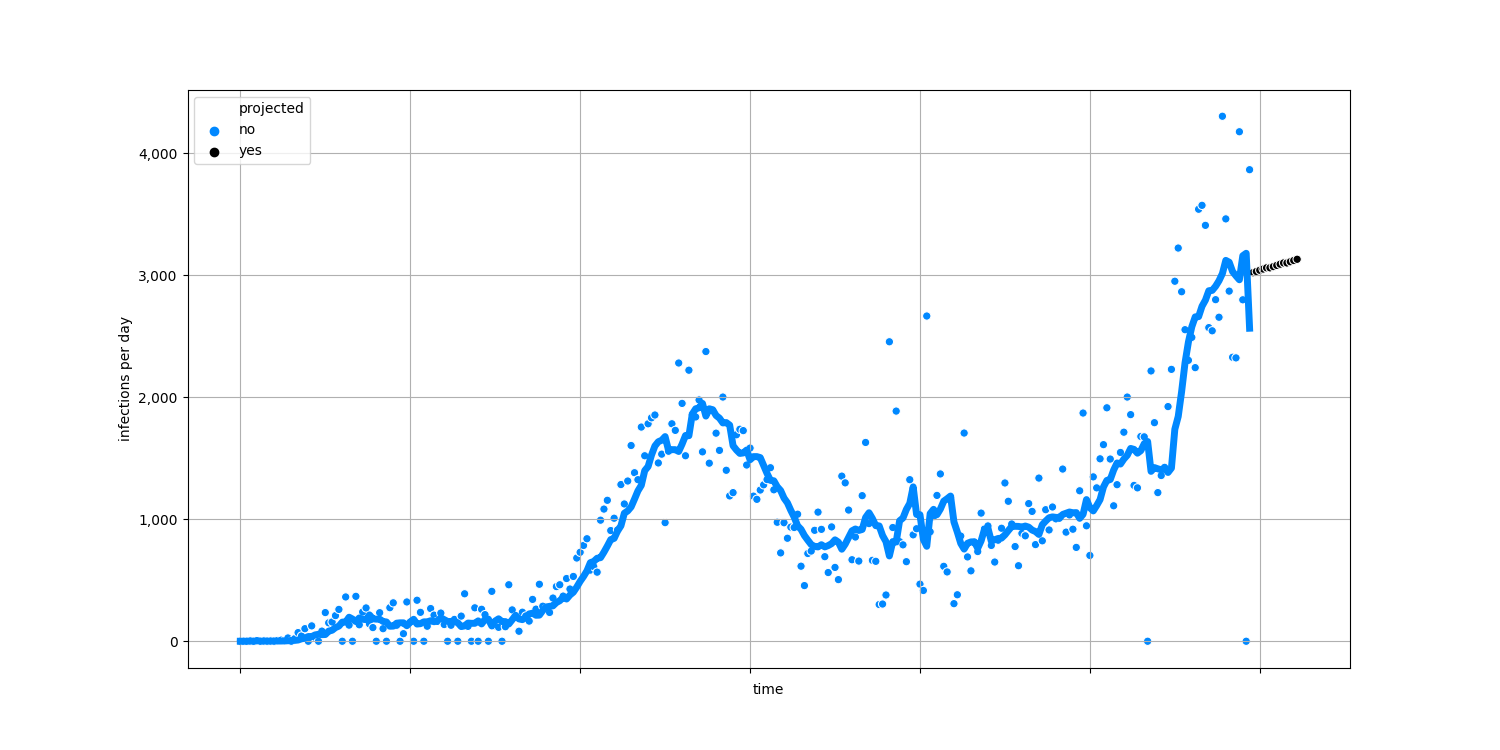 projected
no
yes
4,000
3,000
2,000
1,000
0
infections per day
time